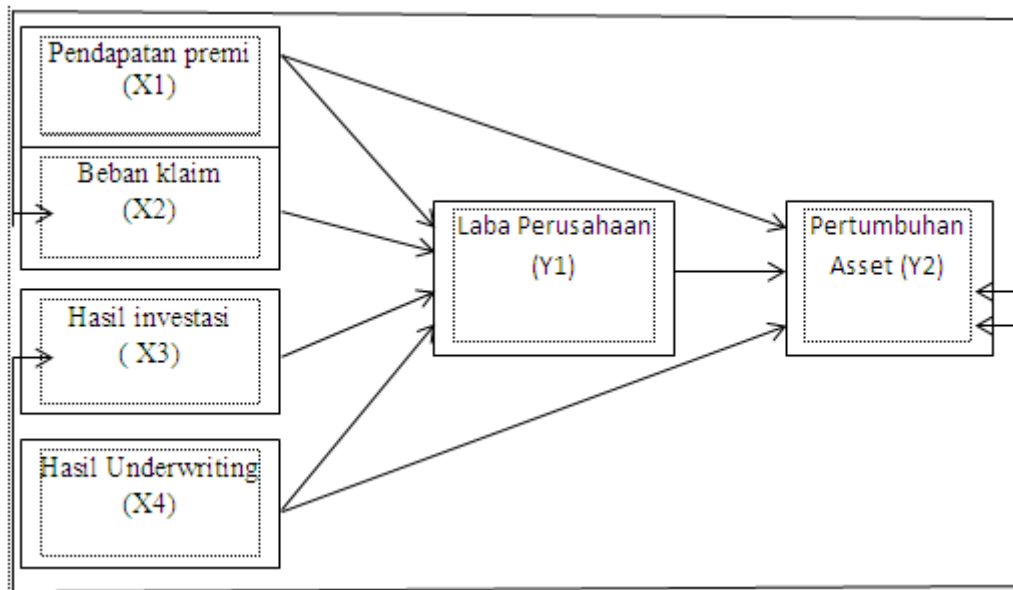 Pendapatan premi
(X1)
Beban klaim
(X2)
Hasil investasi
( X3)
Hasil Underwriting
(X4)
Laba Perusahaan
(Y1)
Pertumbuhan
Asset (Y2)